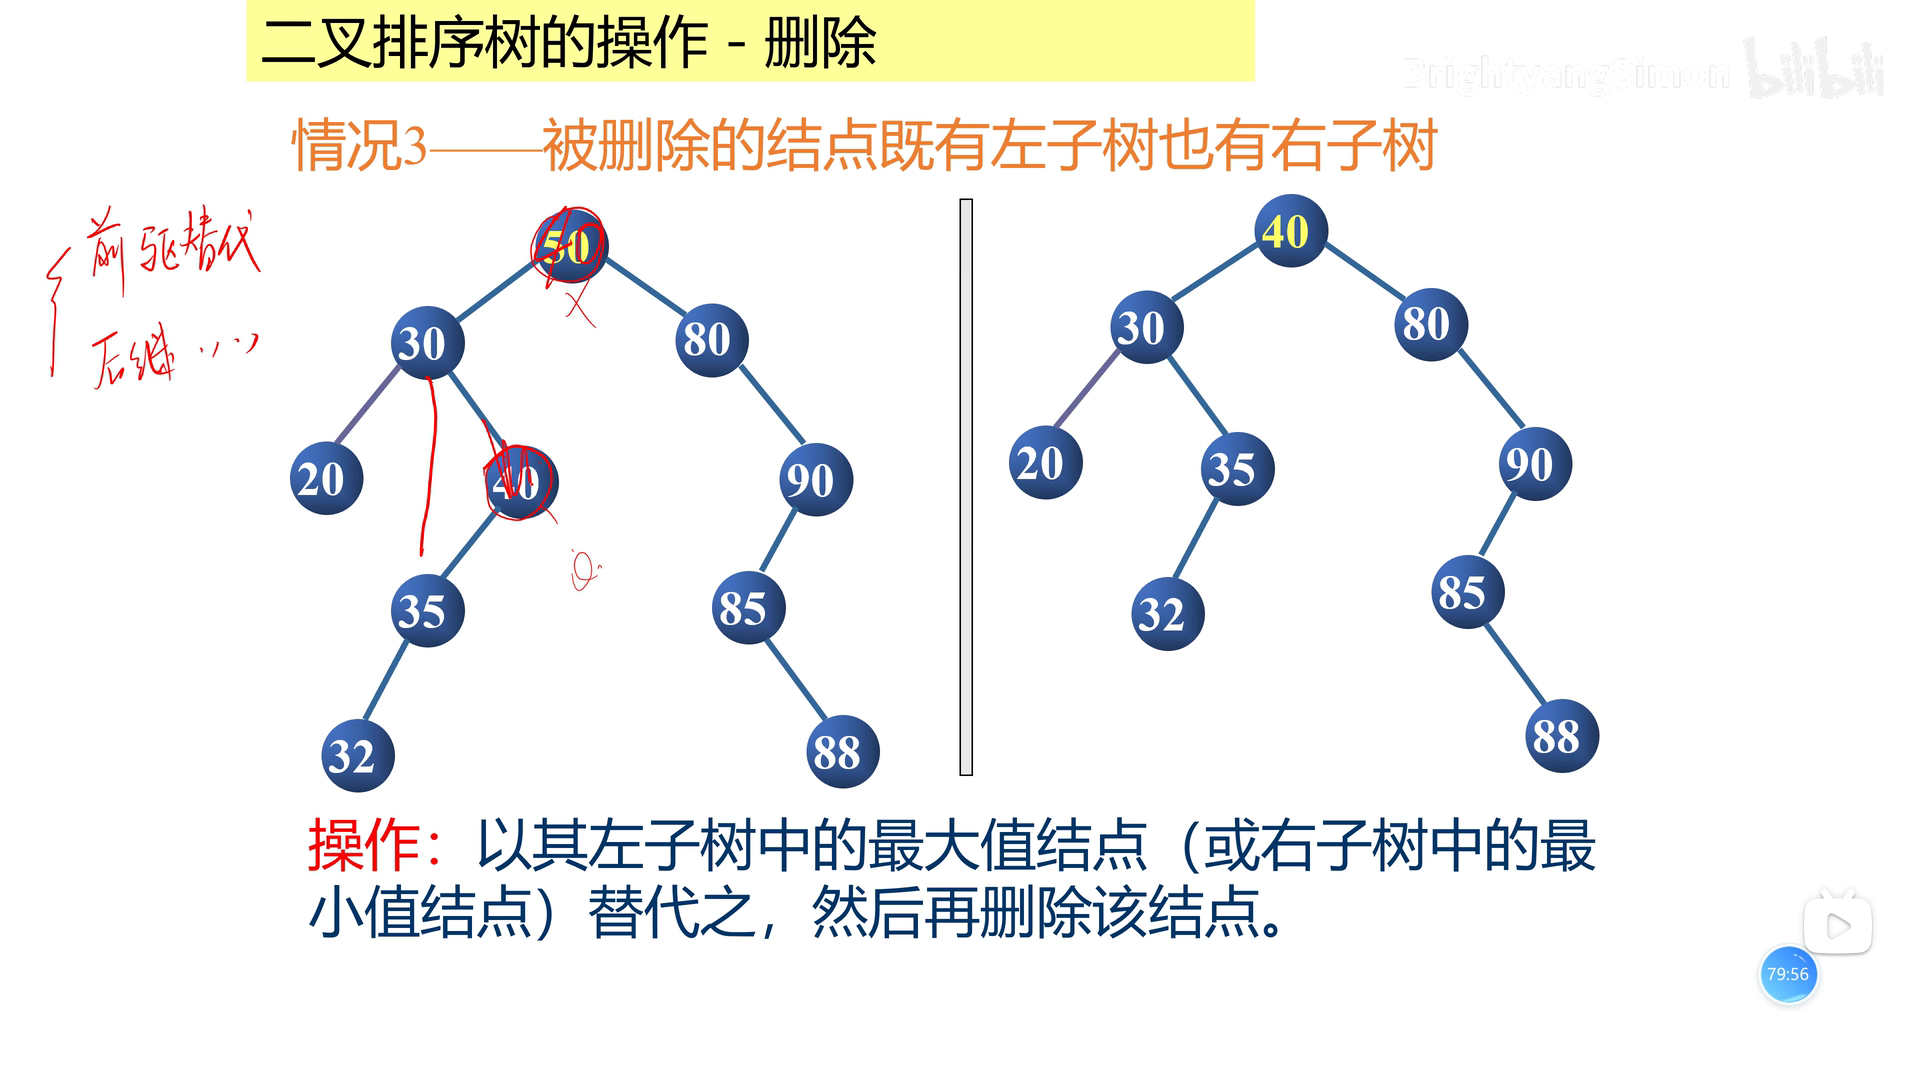 二叉排序树的操作 - 删除
BrightyangSimon bilibili
情况3——被删除的结点既有左子树也有右子树
前驱替代
后继
50
30
80
20
40
90
35
85
32
88
40
30
80
20
35
90
32
85
88
操作：以其左子树中的最大值结点（或右子树中的最
小值结点）替代之，然后再删除该结点。
79:56